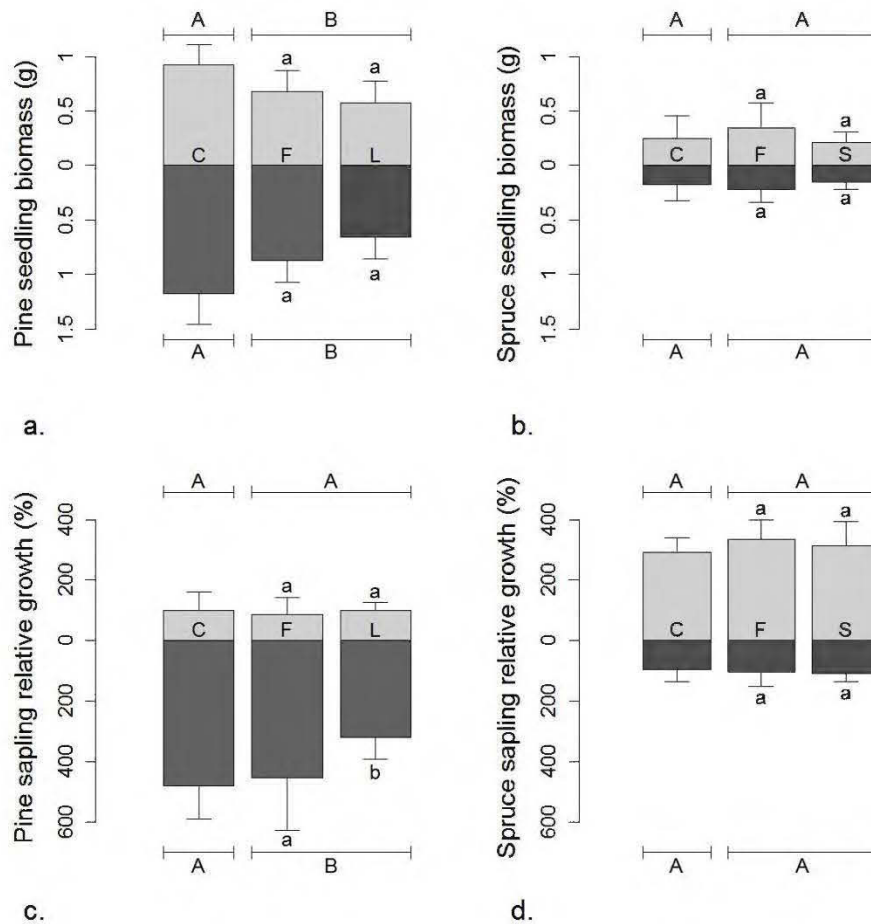 A B
Pine seedling biomass (g)
1
0.5
0
0.5
1
1.5
a a
C F L
a a
A B
a.
A A
Spruce seedling biomass (g)
1
0.5
0
0.5
1
1.5
a a
C F S
a a
A A
b.
A A
Pine sapling relative growth (%)
400
200
0
200
400
600
a a
C F L
a b
A B
c.
A A
Spruce sapling relative growth (%)
400
200
0
200
400
600
a a
C F S
a a
A A
d.